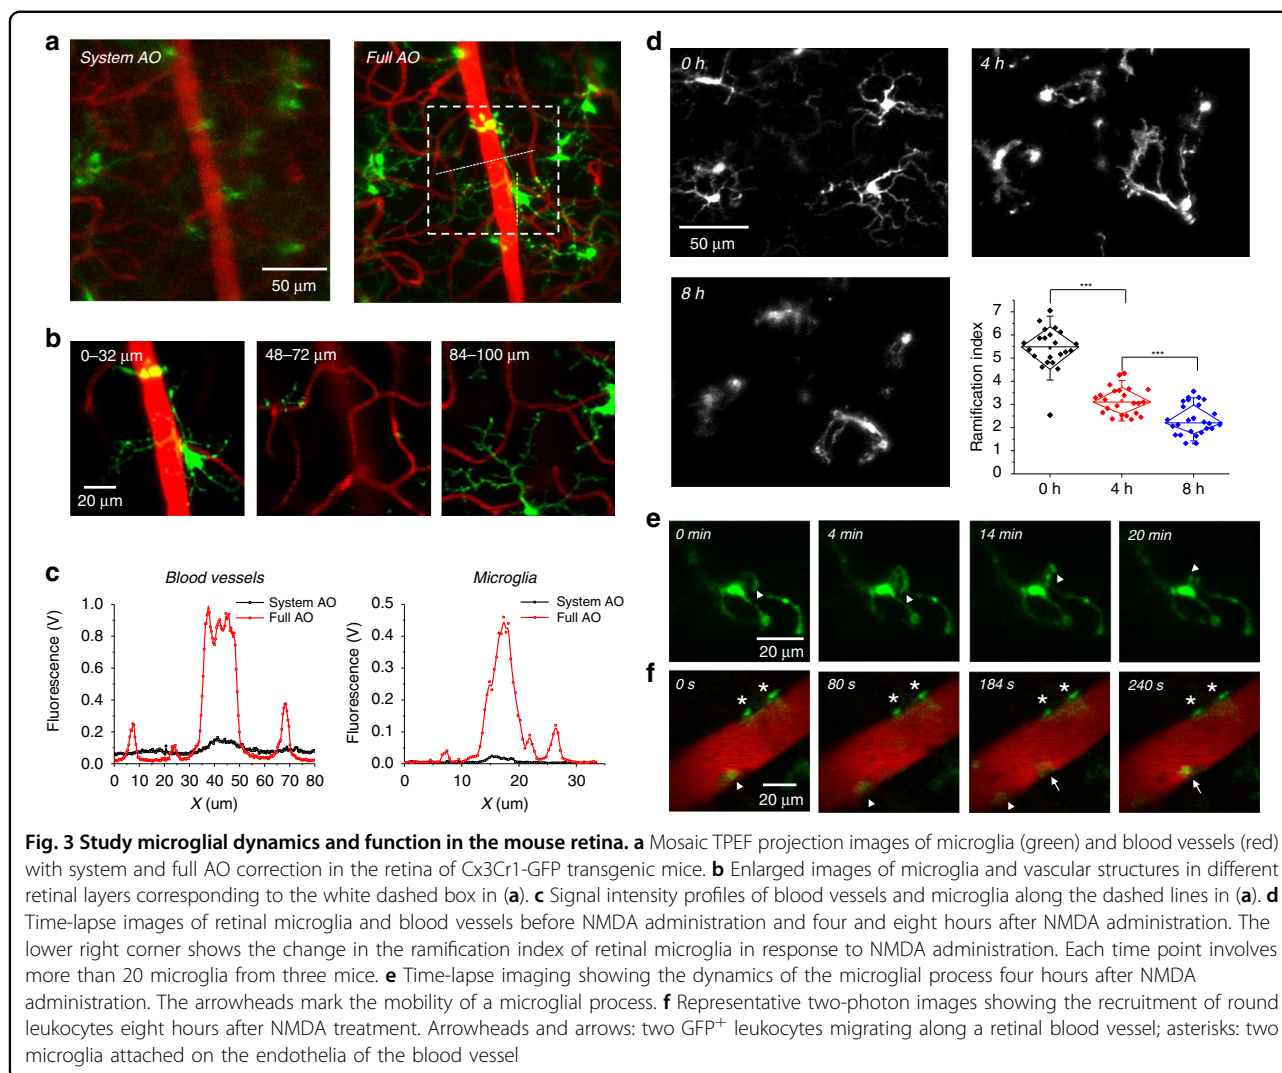 a
System AO
50 μm
Full AO
b
0–32 μm
20 μm
48–72 μm
84–100 μm
c
Blood vessels
System AO
Full AO
Fluorescence (V)
1.0
0.8
0.6
0.4
0.2
0.0
0 10 20 30 40 50 60 70 80
X (um)
Microglia
System AO
Full AO
Fluorescence (V)
0.5
0.4
0.3
0.2
0.1
0.0
0 10 20 30
X (um)
d
0 h
50 μm
4 h
8 h
Ramification index
7
6
5
4
3
2
1
0
***
***
0 h 4 h 8 h
e
0 min
20 μm
4 min
14 min
20 min
f
0 s
* *
20 μm
80 s
* *
184 s
* *
240 s
* *
Fig. 3 Study microglial dynamics and function in the mouse retina. a Mosaic TPEF projection images of microglia (green) and blood vessels (red)
with system and full AO correction in the retina of Cx3Cr1-GFP transgenic mice. b Enlarged images of microglia and vascular structures in different
retinal layers corresponding to the white dashed box in (a). c Signal intensity profiles of blood vessels and microglia along the dashed lines in (a). d
Time-lapse images of retinal microglia and blood vessels before NMDA administration and four and eight hours after NMDA administration. The
lower right corner shows the change in the ramification index of retinal microglia in response to NMDA administration. Each time point involves
more than 20 microglia from three mice. e Time-lapse imaging showing the dynamics of the microglial process four hours after NMDA
administration. The arrowheads mark the mobility of a microglial process. f Representative two-photon images showing the recruitment of round
leukocytes eight hours after NMDA treatment. Arrowheads and arrows: two GFP+ leukocytes migrating along a retinal blood vessel; asterisks: two
microglia attached on the endothelia of the blood vessel